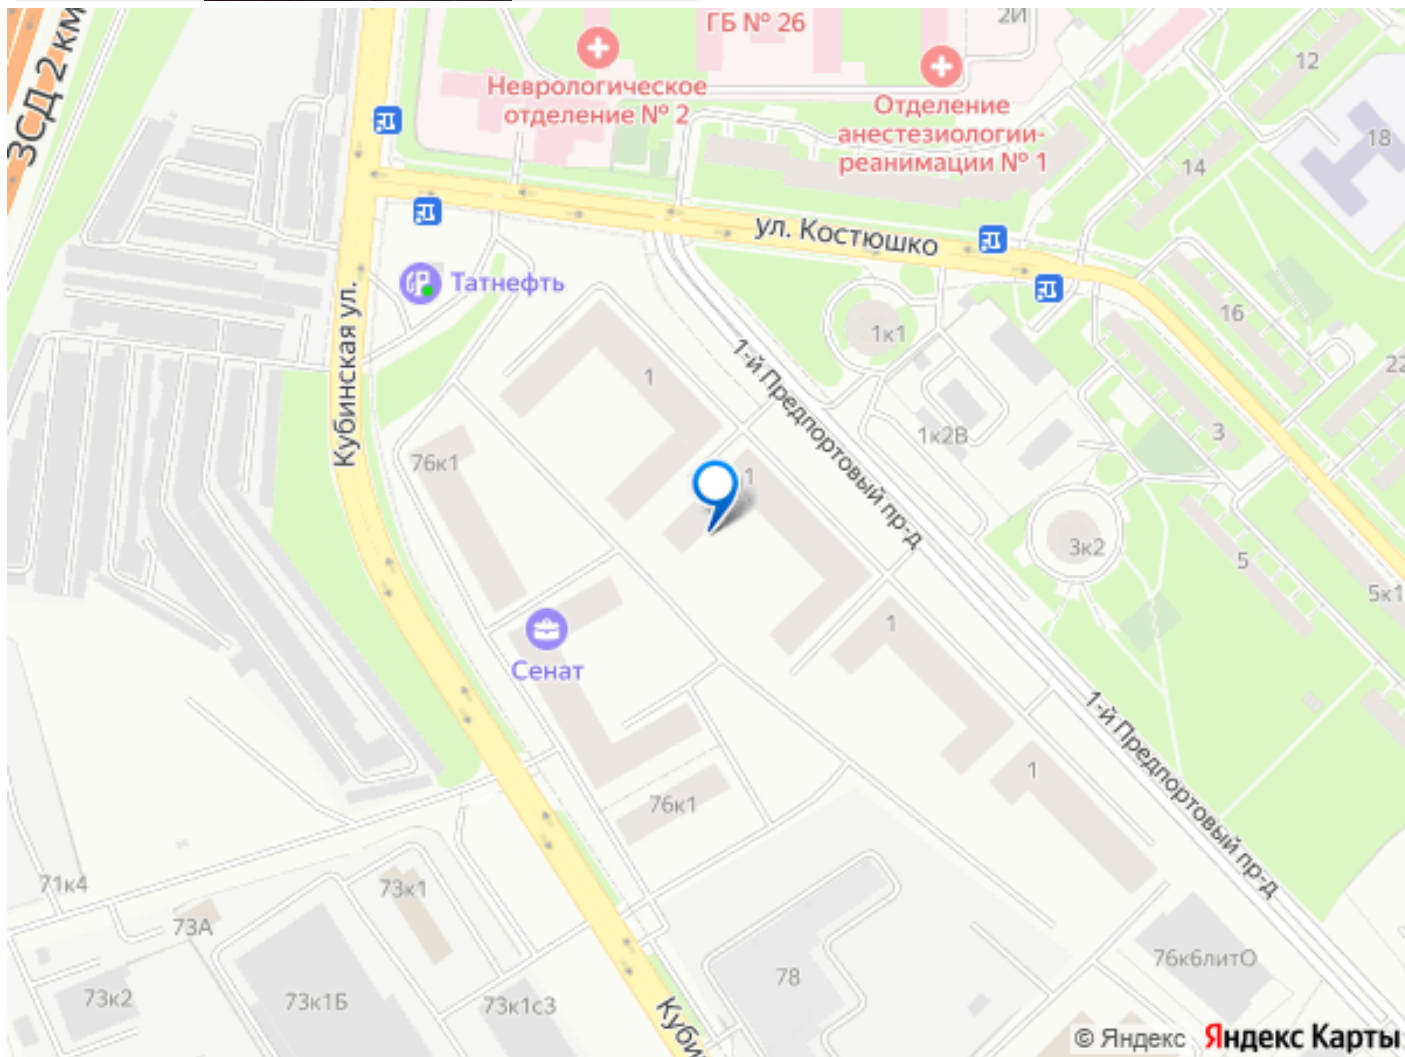 ГБ № 26
2И
12
ЗСД 2 км
Неврологическое
отделение № 2
Отделение
анестезиологии-
реанимации № 1
18
14
ул. Костюшко
Татнефть
Кубинская ул.
1к1
16
1-й Предпортовый пр-д
22
1
1к2В
3
76к1
1
3к2
5
5к1
1
Сенат
1-й Предпортовый пр-д
1
76к1
71к4
73к1
73А
78
76к6литО
73к2
73к1Б
73к1с3
Кубин
© Яндекс Яндекс Карты